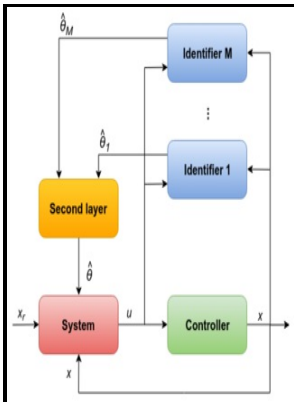 θ̂_M
Identifier M
⋮
θ̂_1
Identifier 1
Second layer
θ̂
x_r
System
u
Controller
x
x